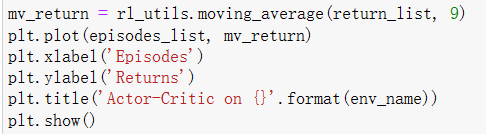 mv_return = rl_utils.moving_average(return_list, 9)
plt.plot(episodes_list, mv_return)
plt.xlabel('Episodes')
plt.ylabel('Returns')
plt.title('Actor-Critic on {}'.format(env_name))
plt.show()